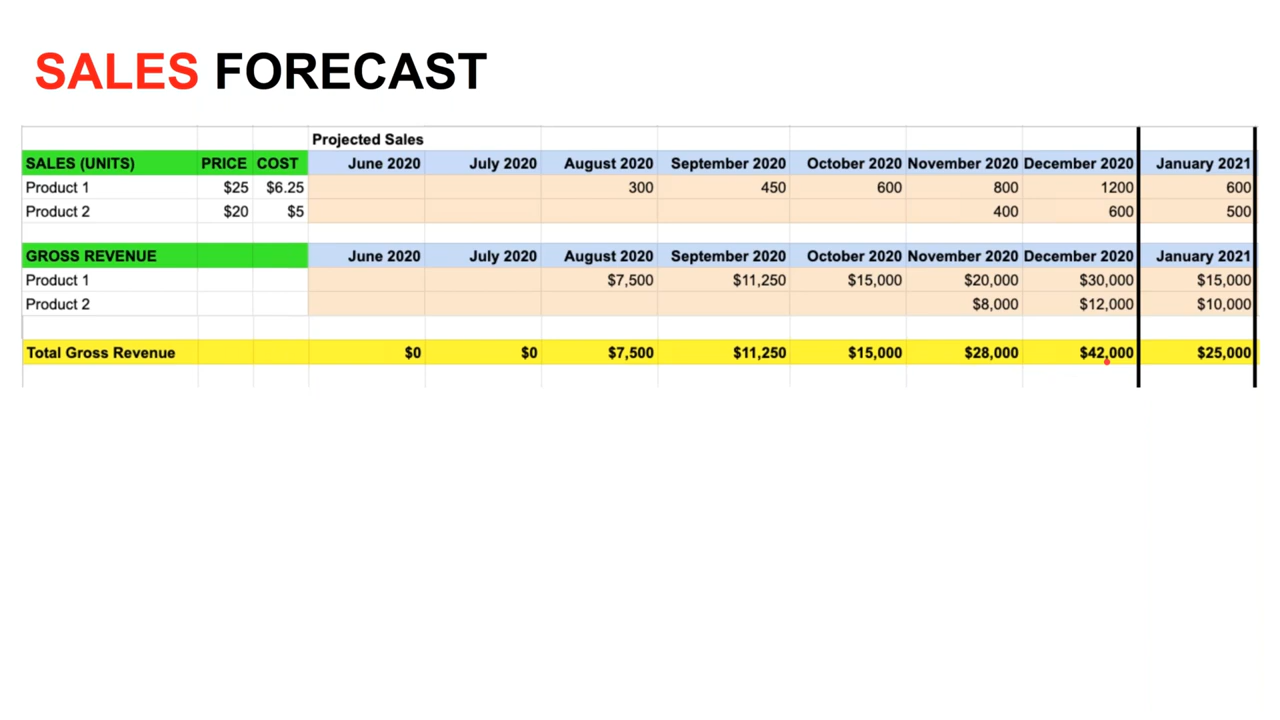 SALES FORECAST
Projected Sales
SALES (UNITS) PRICE COST June 2020 July 2020 August 2020 September 2020 October 2020 November 2020 December 2020 January 2021
Product 1 $25 $6.25 300 450 600 800 1200 600
Product 2 $20 $5 400 600 500
GROSS REVENUE June 2020 July 2020 August 2020 September 2020 October 2020 November 2020 December 2020 January 2021
Product 1 $7,500 $11,250 $15,000 $20,000 $30,000 $15,000
Product 2 $8,000 $12,000 $10,000
Total Gross Revenue $0 $0 $7,500 $11,250 $15,000 $28,000 $42,000 $25,000